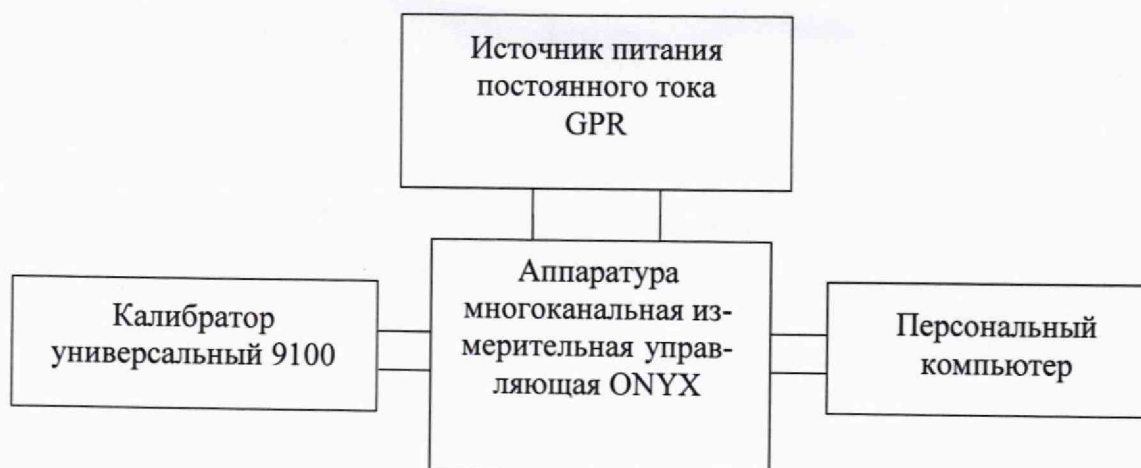 Источник питания
постоянного тока
GPR
Аппаратура
многоканальная из-
мерительная управ-
ляющая ONYX
Калибратор
универсальный 9100
Персональный
компьютер